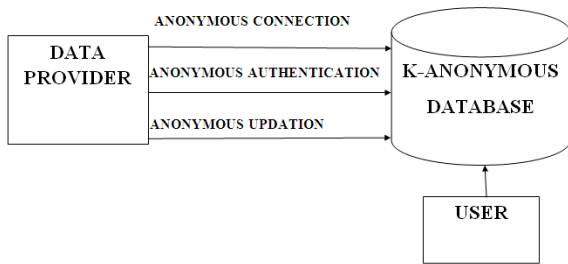 ANONYMOUS CONNECTION
DATA
PROVIDER
ANONYMOUS AUTHENTICATION
ANONYMOUS UPDATION
K-ANONYMOUS
DATABASE
USER